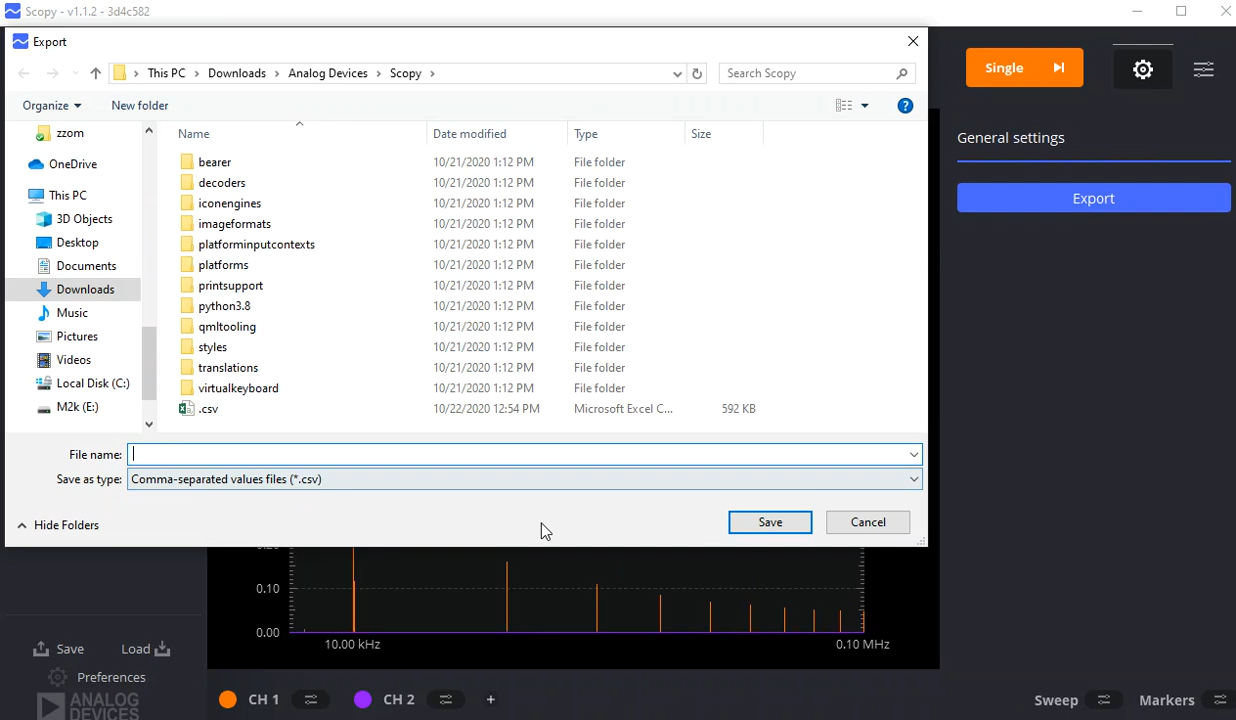 Scopy - v1.1.2 - 3d4c582
Export
This PC > Downloads > Analog Devices > Scopy >
Search Scopy
Organize
New folder
?
Name
Date modified
Type
Size
zzom
OneDrive
This PC
3D Objects
Desktop
Documents
Downloads
Music
Pictures
Videos
Local Disk (C:)
M2k (E:)
bearer 10/21/2020 1:12 PM File folder
decoders 10/21/2020 1:12 PM File folder
iconengines 10/21/2020 1:12 PM File folder
imageformats 10/21/2020 1:12 PM File folder
platforminputcontexts 10/21/2020 1:12 PM File folder
platforms 10/21/2020 1:12 PM File folder
printsupport 10/21/2020 1:12 PM File folder
python3.8 10/21/2020 1:12 PM File folder
qmltooling 10/21/2020 1:12 PM File folder
styles 10/21/2020 1:12 PM File folder
translations 10/21/2020 1:12 PM File folder
virtualkeyboard 10/21/2020 1:12 PM File folder
.csv 10/22/2020 12:54 PM Microsoft Excel C... 592 KB
File name:
Save as type: Comma-separated values files (*.csv)
Hide Folders
Save
Cancel
Single
General settings
Export
0.20
0.10
0.00
10.00 kHz
0.10 MHz
Save
Load
Preferences
ANALOG
DEVICES
CH 1
CH 2
+
Sweep
Markers